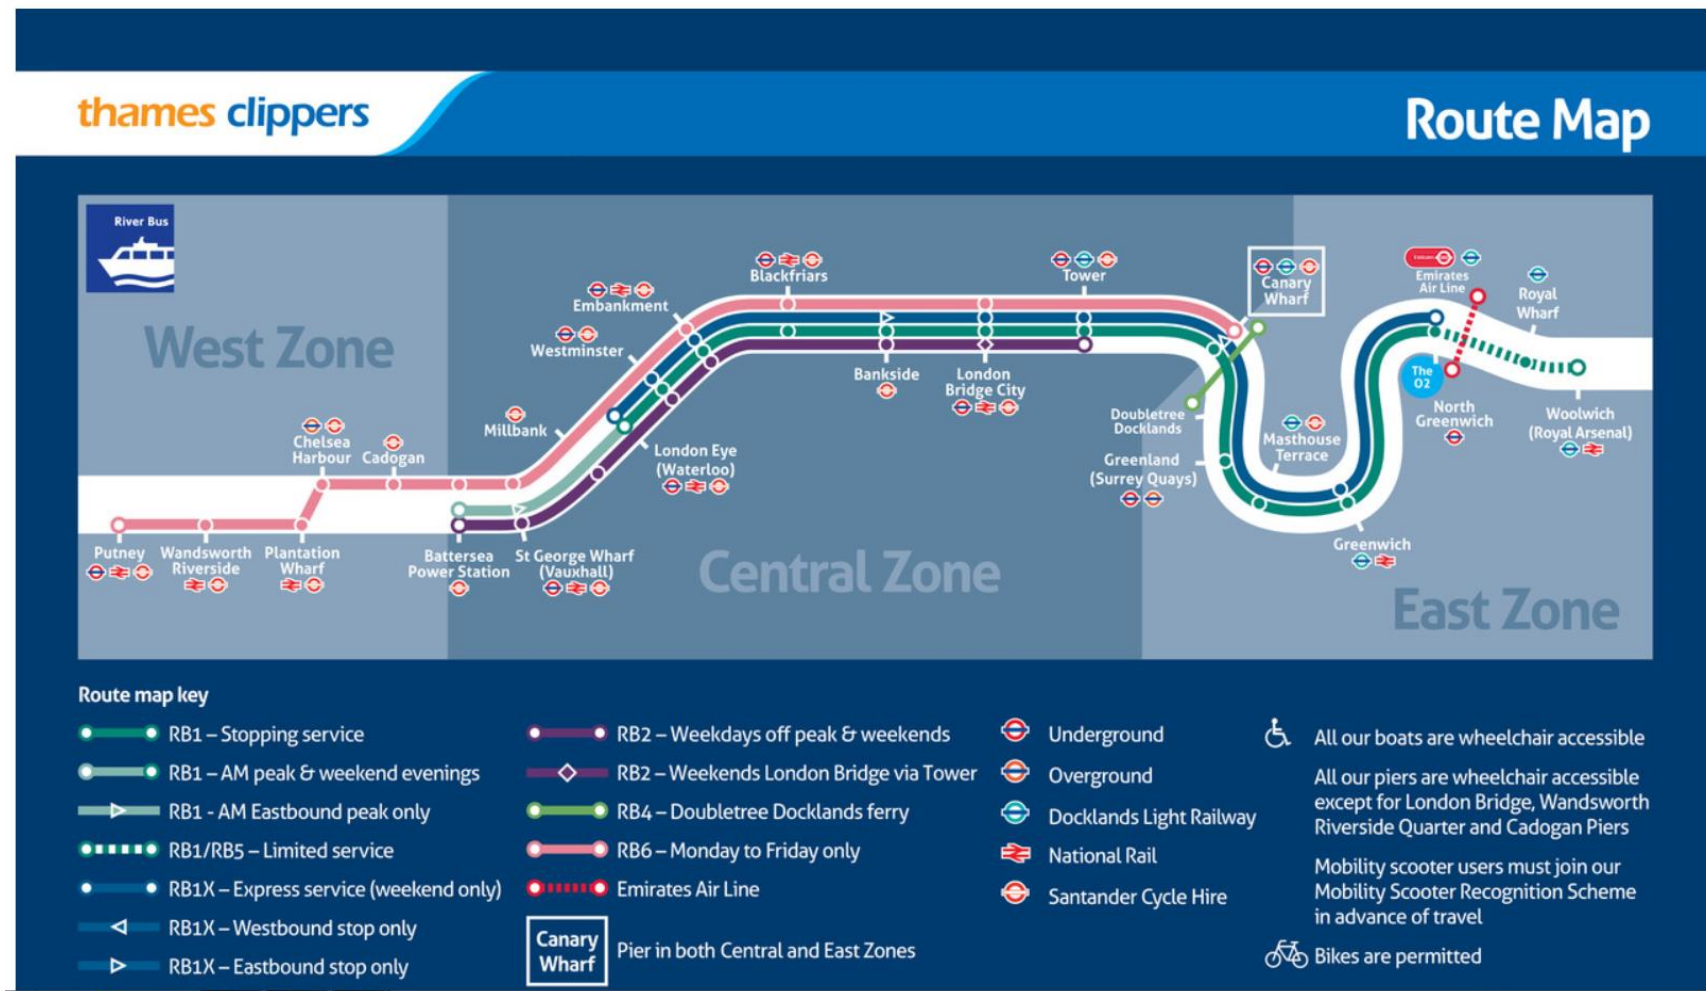 thames clippers
Route Map
River Bus
West Zone
Central Zone
East Zone
Putney
Wandsworth
Riverside
Plantation
Wharf
Chelsea
Harbour
Cadogan
Battersea
Power Station
St George Wharf
(Vauxhall)
Millbank
Westminster
Embankment
London Eye
(Waterloo)
Blackfriars
Bankside
London
Bridge City
Tower
Canary
Wharf
Doubletree
Docklands
Greenland
(Surrey Quays)
Masthouse
Terrace
Greenwich
The
O2
North
Greenwich
Emirates
Air Line
Royal
Wharf
Woolwich
(Royal Arsenal)
Route map key
RB1 – Stopping service
RB1 – AM peak & weekend evenings
RB1 - AM Eastbound peak only
RB1/RB5 – Limited service
RB1X – Express service (weekend only)
RB1X – Westbound stop only
RB1X – Eastbound stop only
RB2 – Weekdays off peak & weekends
RB2 – Weekends London Bridge via Tower
RB4 – Doubletree Docklands ferry
RB6 – Monday to Friday only
Emirates Air Line
Canary
Wharf
Pier in both Central and East Zones
Underground
Overground
Docklands Light Railway
National Rail
Santander Cycle Hire
All our boats are wheelchair accessible
All our piers are wheelchair accessible
except for London Bridge, Wandsworth
Riverside Quarter and Cadogan Piers
Mobility scooter users must join our
Mobility Scooter Recognition Scheme
in advance of travel
Bikes are permitted